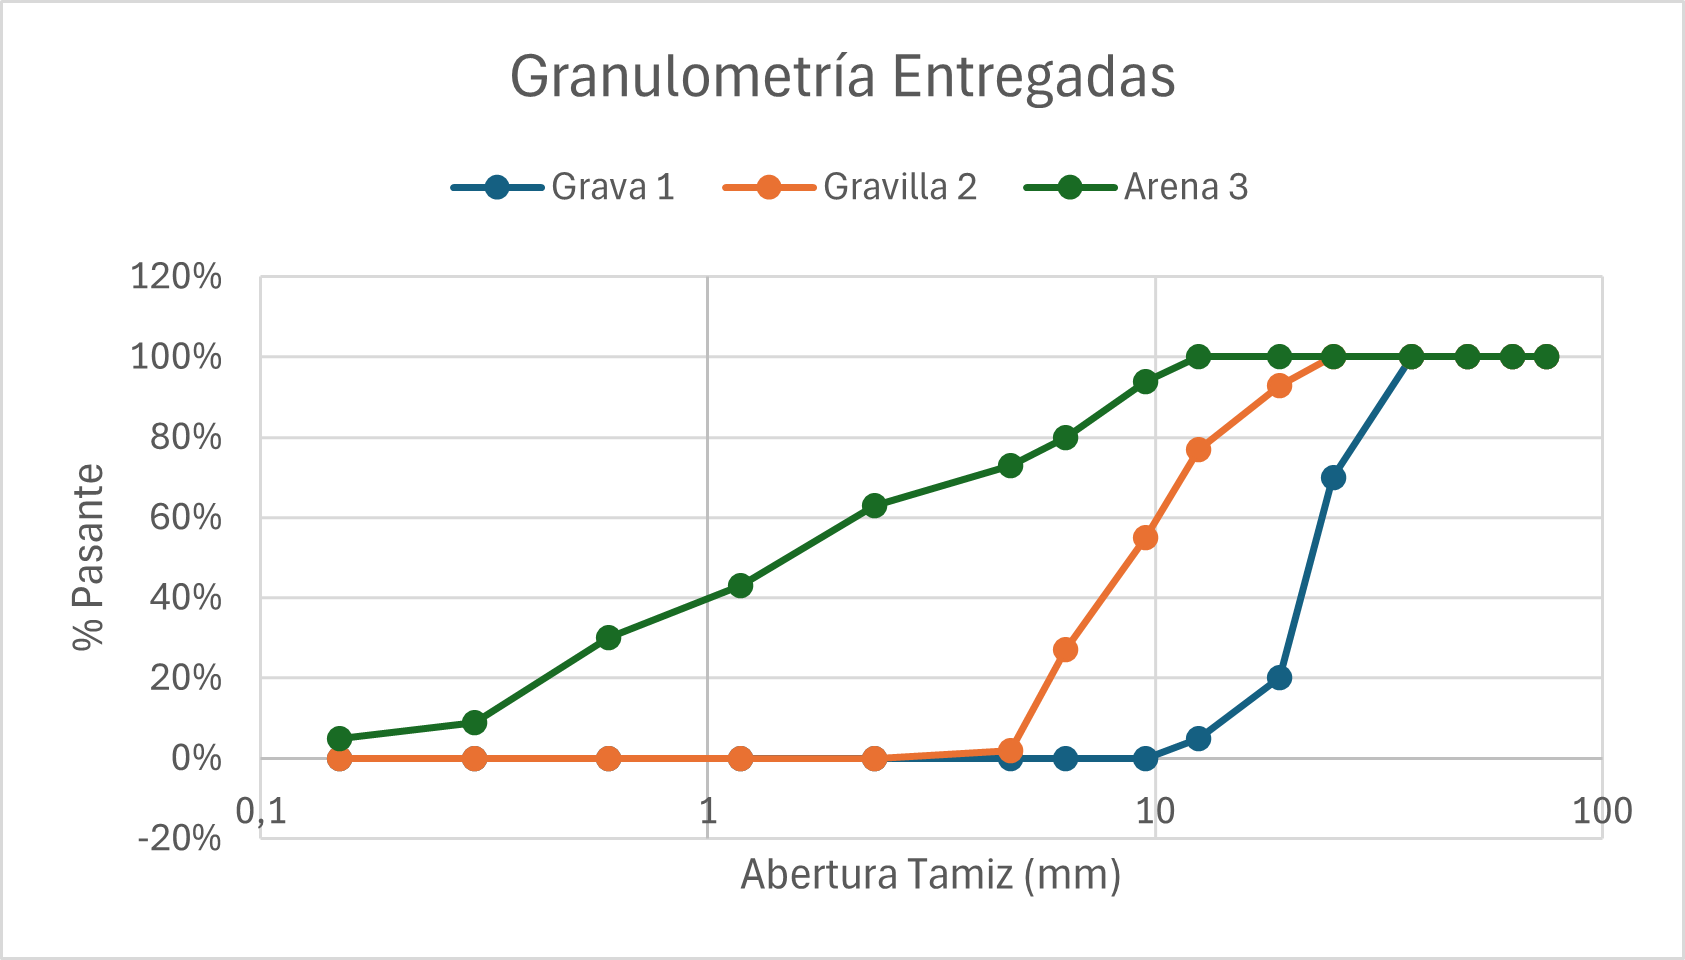 Granulometría Entregadas
Grava 1 Gravilla 2 Arena 3
120%
100%
80%
60%
40%
20%
0%
-20%
0,1 1 10 100
% Pasante
Abertura Tamiz (mm)